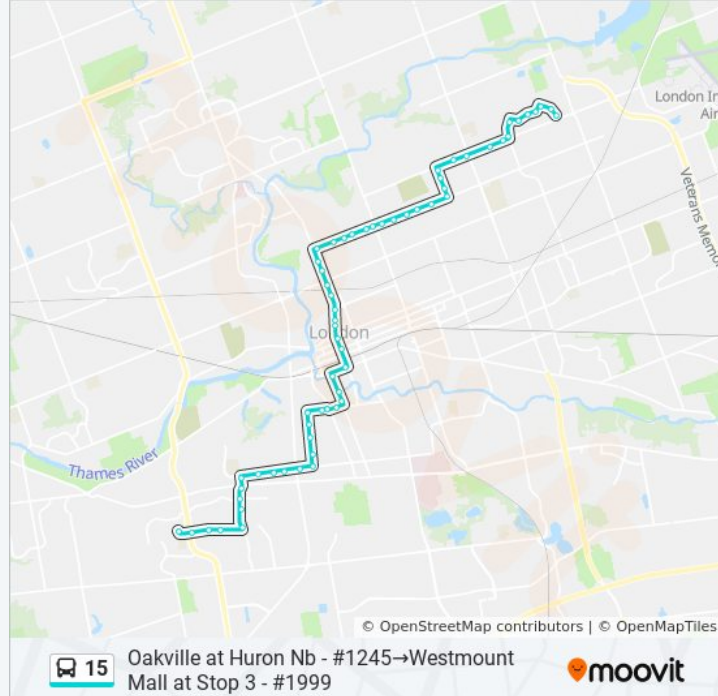 London In
Air
Veterans Memo
London
Thames River
© OpenStreetMap contributors | © OpenMapTiles
15
Oakville at Huron Nb - #1245→Westmount
Mall at Stop 3 - #1999
moovit